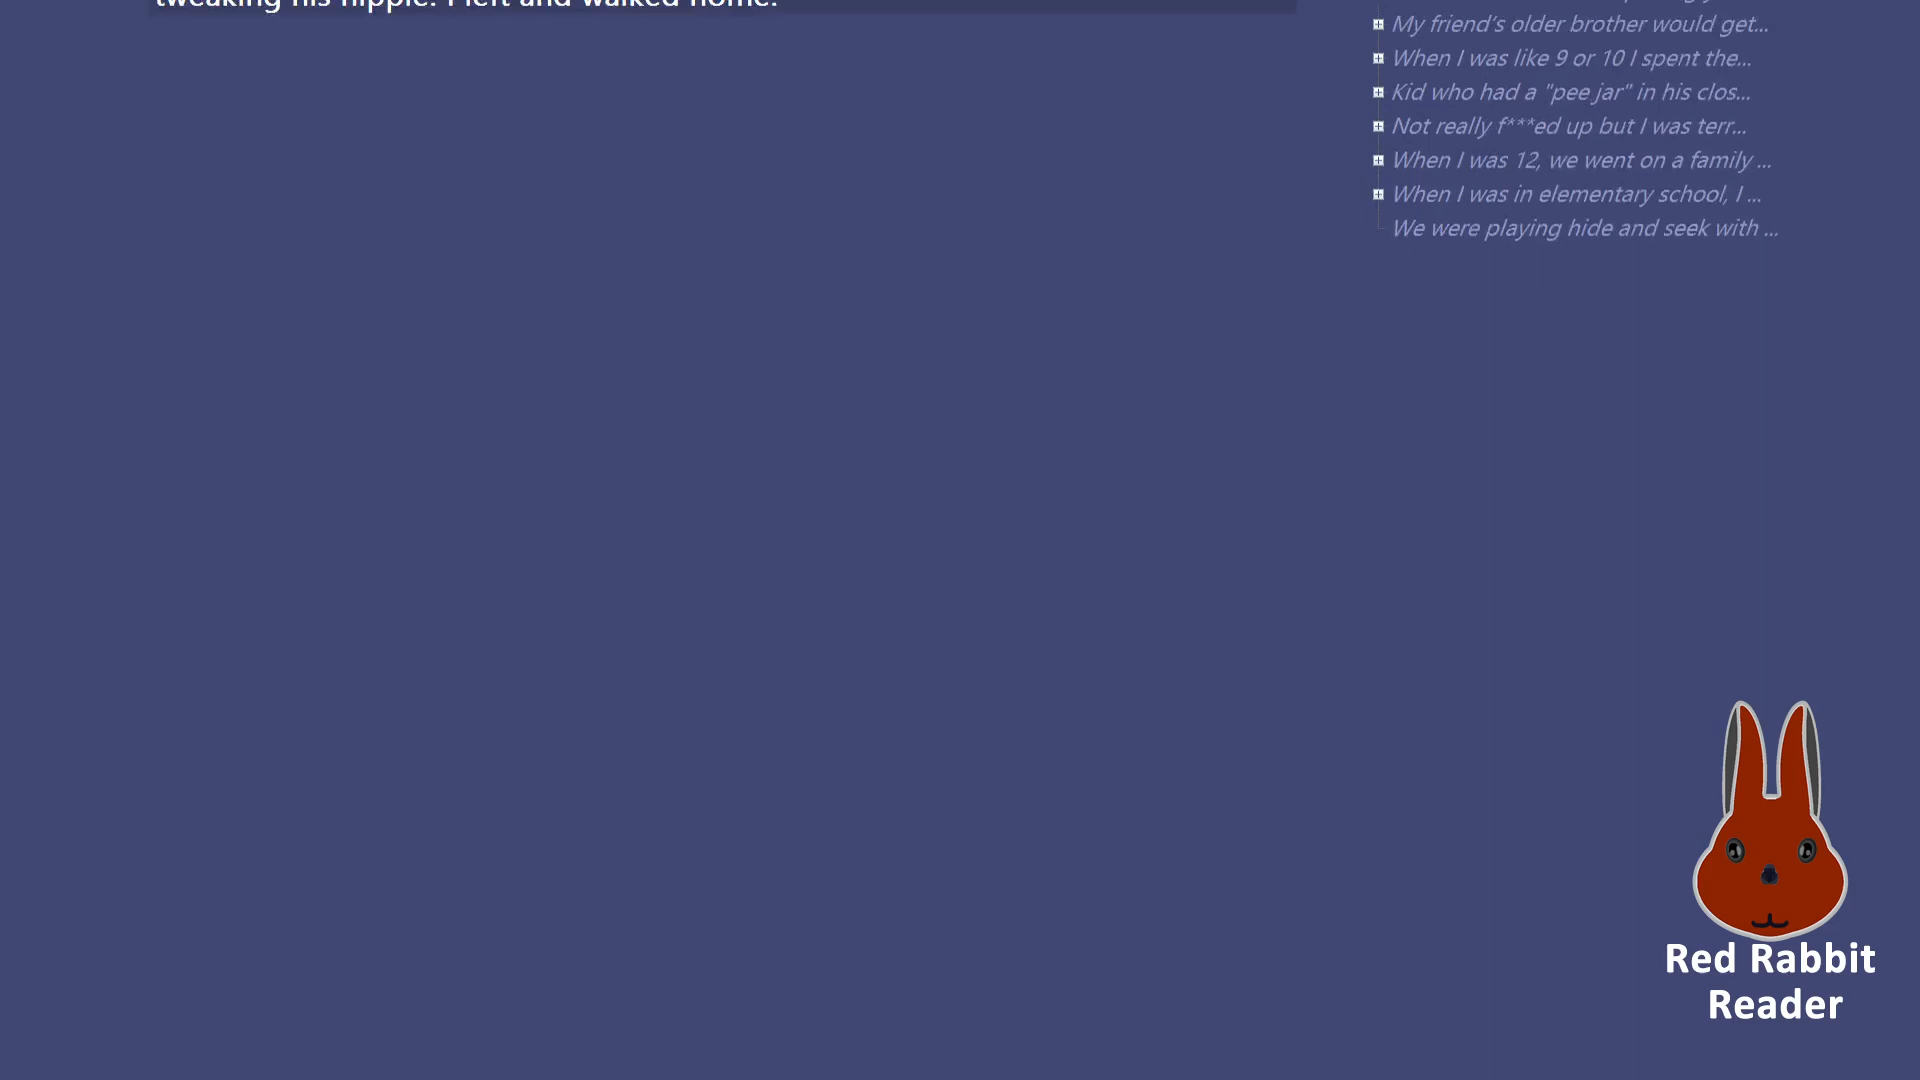 tweaking his nipple. I left and walked home.
My friend’s older brother would get...
When I was like 9 or 10 I spent the...
Kid who had a "pee jar" in his clos...
Not really f***ed up but I was terr...
When I was 12, we went on a family ...
When I was in elementary school, I ...
We were playing hide and seek with ...
Red Rabbit
Reader